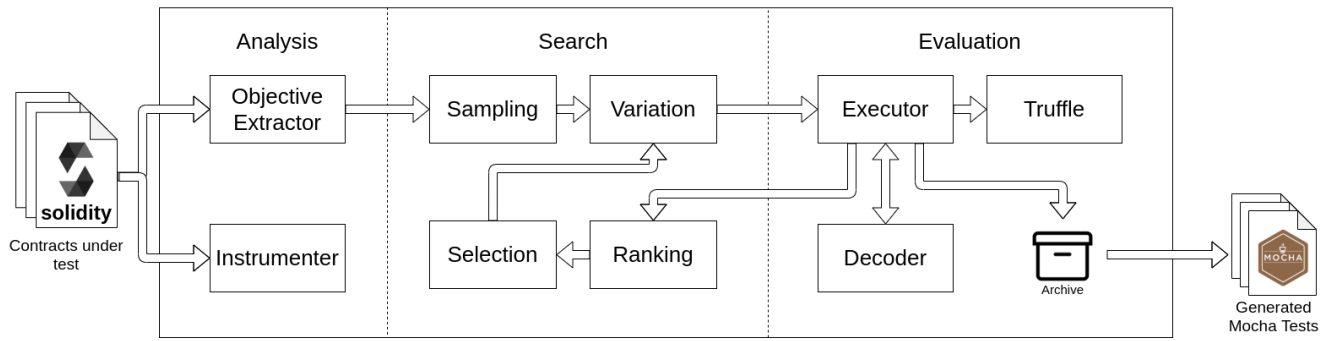 Analysis
Search
Evaluation
Objective
Extractor
Sampling
Variation
Executor
Truffle
solidity
Contracts under
test
Instrumenter
Selection
Ranking
Decoder
Archive
MOCHA
Generated
Mocha Tests